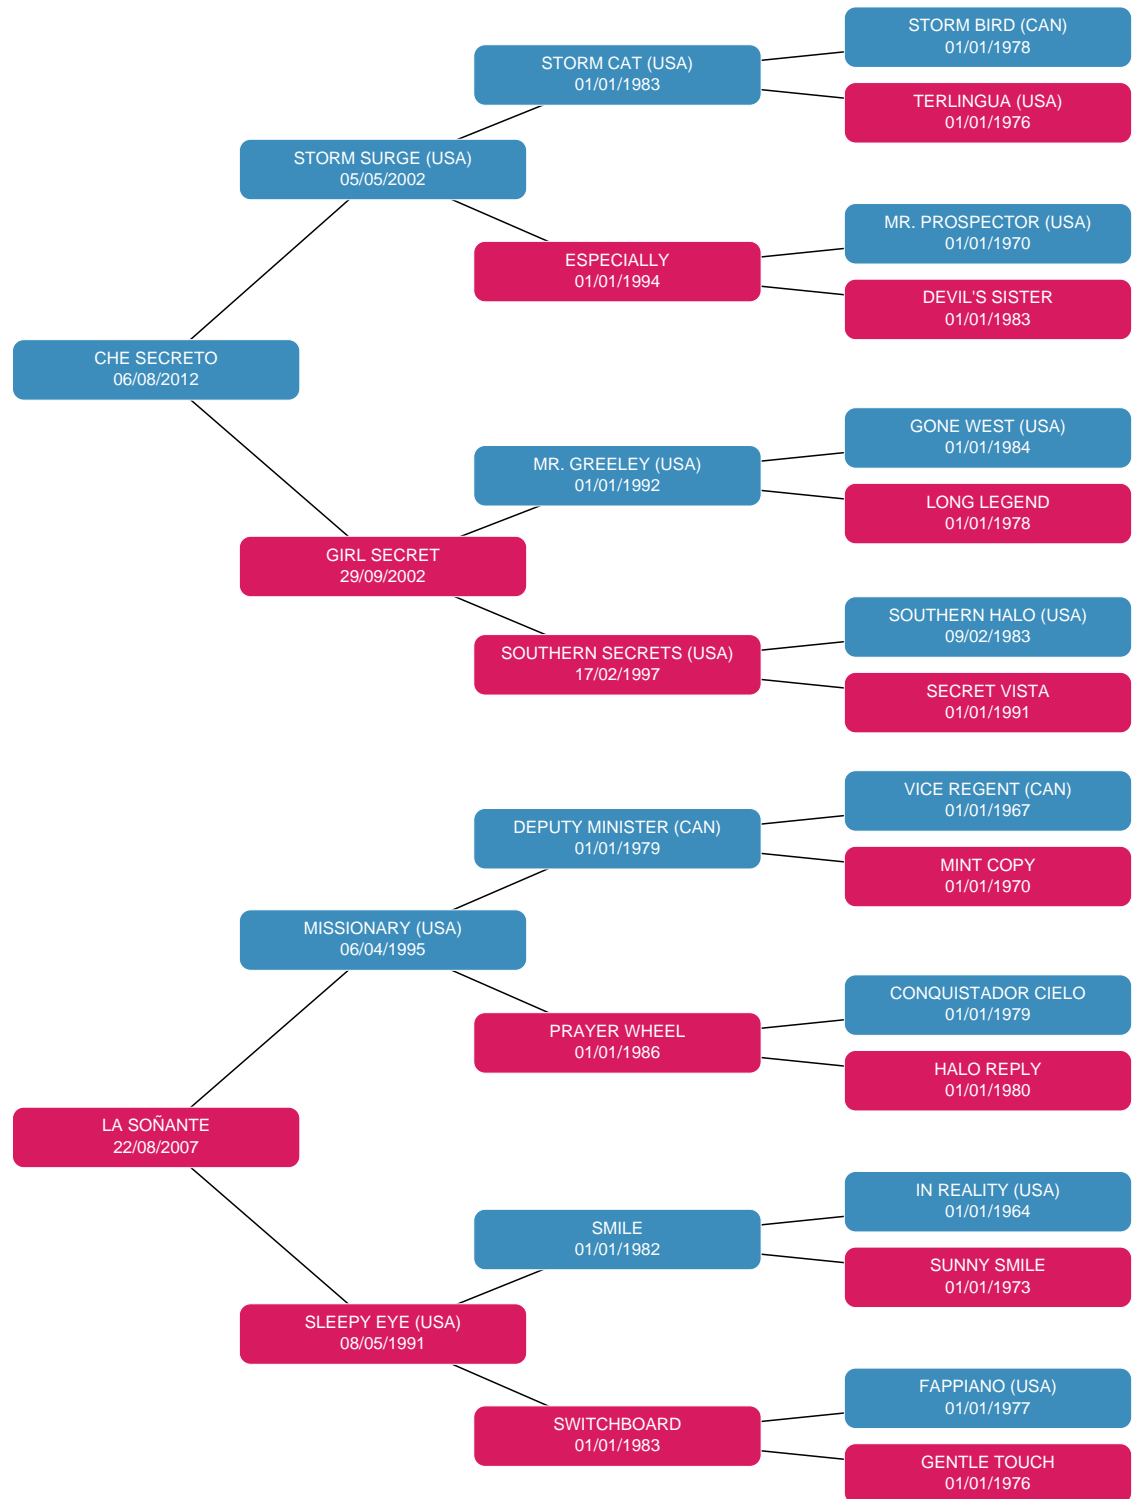 STORM BIRD (CAN)
01/01/1978
STORM CAT (USA)
01/01/1983
TERLINGUA (USA)
01/01/1976
STORM SURGE (USA)
05/05/2002
MR. PROSPECTOR (USA)
01/01/1970
ESPECIALLY
01/01/1994
DEVIL'S SISTER
01/01/1983
CHE SECRETO
06/08/2012
GONE WEST (USA)
01/01/1984
MR. GREELEY (USA)
01/01/1992
LONG LEGEND
01/01/1978
GIRL SECRET
29/09/2002
SOUTHERN HALO (USA)
09/02/1983
SOUTHERN SECRETS (USA)
17/02/1997
SECRET VISTA
01/01/1991
VICE REGENT (CAN)
01/01/1967
DEPUTY MINISTER (CAN)
01/01/1979
MINT COPY
01/01/1970
MISSIONARY (USA)
06/04/1995
CONQUISTADOR CIELO
01/01/1979
PRAYER WHEEL
01/01/1986
HALO REPLY
01/01/1980
LA SOÑANTE
22/08/2007
IN REALITY (USA)
01/01/1964
SMILE
01/01/1982
SUNNY SMILE
01/01/1973
SLEEPY EYE (USA)
08/05/1991
FAPPIANO (USA)
01/01/1977
SWITCHBOARD
01/01/1983
GENTLE TOUCH
01/01/1976